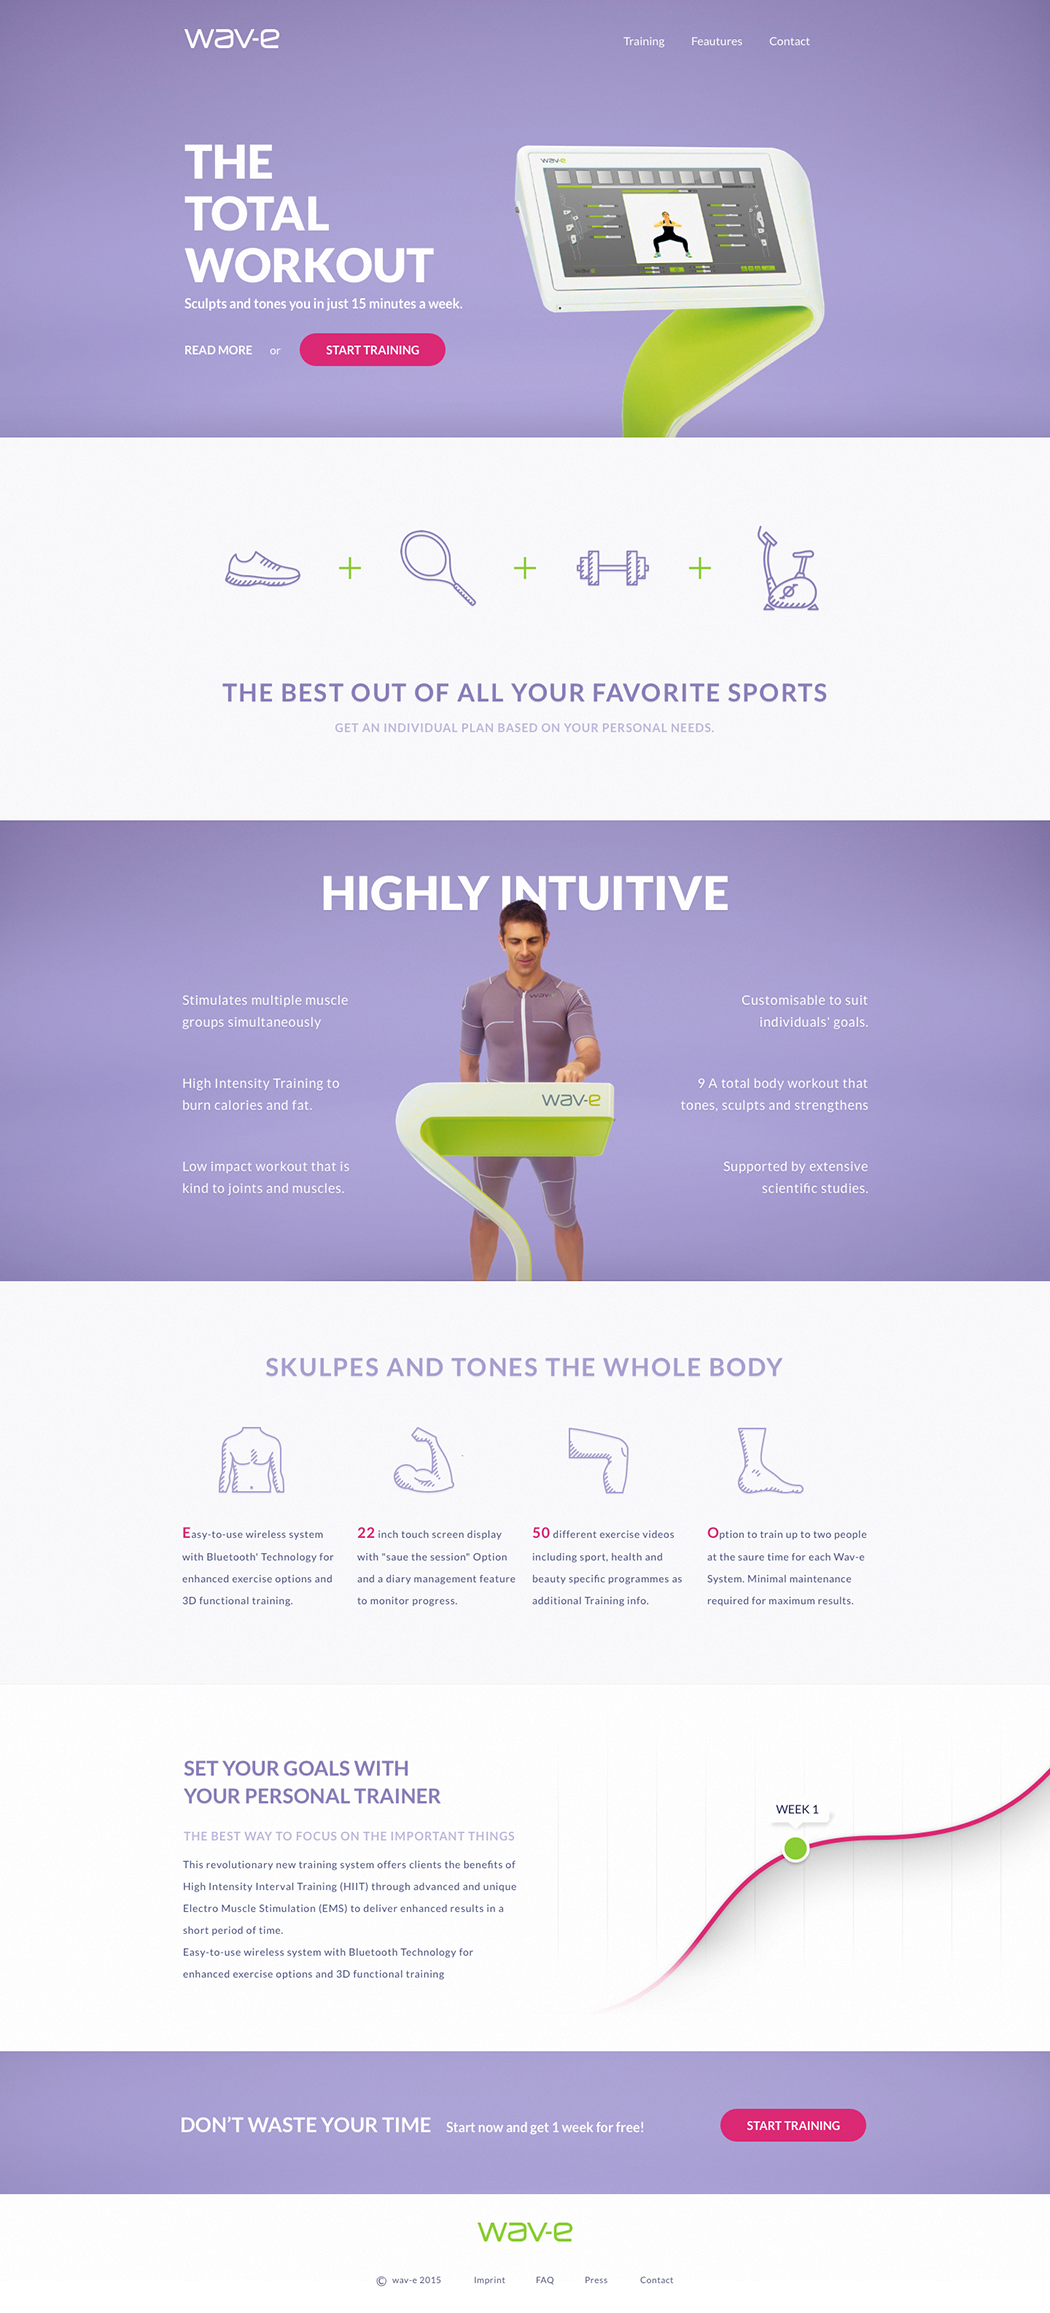 wav-e
Training Feautures Contact
THE
TOTAL
WORKOUT
Sculpts and tones you in just 15 minutes a week.
READ MORE or START TRAINING
wav-e
THE BEST OUT OF ALL YOUR FAVORITE SPORTS
GET AN INDIVIDUAL PLAN BASED ON YOUR PERSONAL NEEDS.
HIGHLY INTUITIVE
Stimulates multiple muscle
groups simultaneously
High Intensity Training to
burn calories and fat.
Low impact workout that is
kind to joints and muscles.
wav-e
wav-e
Customisable to suit
individuals' goals.
9 A total body workout that
tones, sculpts and strengthens
Supported by extensive
scientific studies.
SKULPES AND TONES THE WHOLE BODY
Easy-to-use wireless system
with Bluetooth' Technology for
enhanced exercise options and
3D functional training.
22 inch touch screen display
with "saue the session" Option
and a diary management feature
to monitor progress.
50 different exercise videos
including sport, health and
beauty specific programmes as
additional Training info.
Option to train up to two people
at the saure time for each Wav-e
System. Minimal maintenance
required for maximum results.
SET YOUR GOALS WITH
YOUR PERSONAL TRAINER
THE BEST WAY TO FOCUS ON THE IMPORTANT THINGS
This revolutionary new training system offers clients the benefits of
High Intensity Interval Training (HIIT) through advanced and unique
Electro Muscle Stimulation (EMS) to deliver enhanced results in a
short period of time.
Easy-to-use wireless system with Bluetooth Technology for
enhanced exercise options and 3D functional training
WEEK 1
DON'T WASTE YOUR TIME Start now and get 1 week for free! START TRAINING
wav-e
© wav-e 2015 Imprint FAQ Press Contact